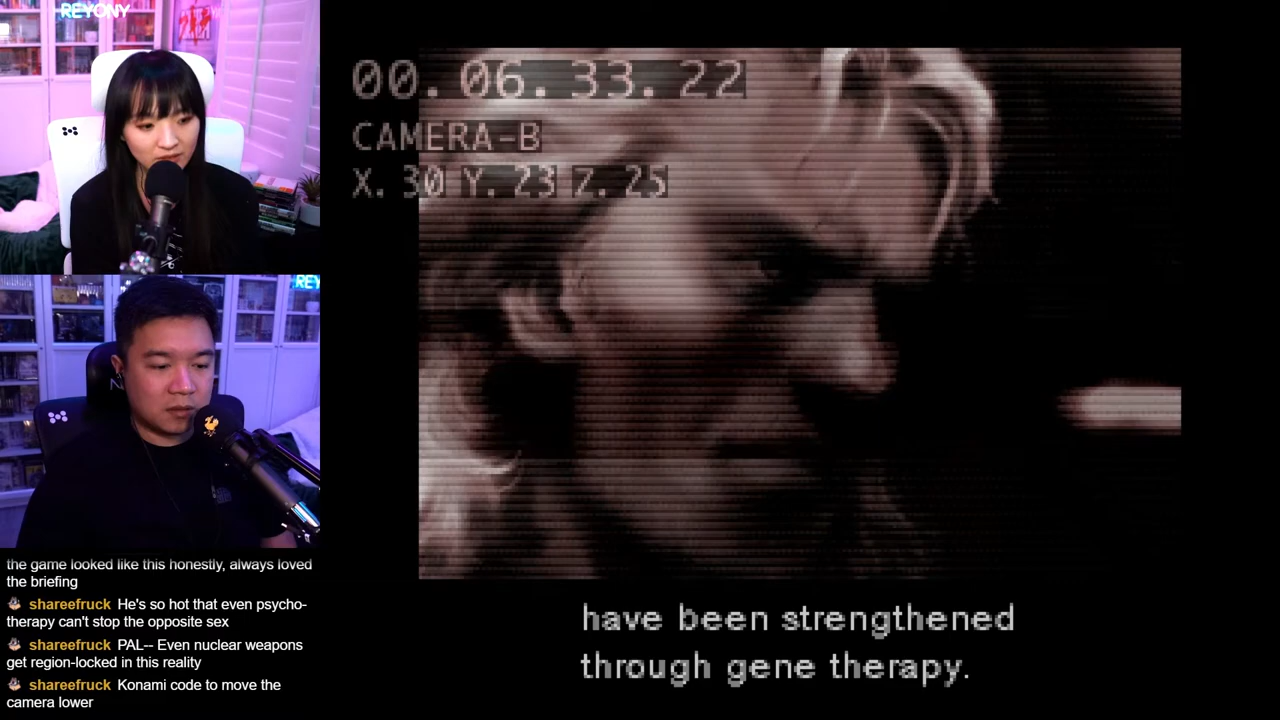 REYONY
REY
00.06.33.22
CAMERA-B
X. 30 Y. 23 Z. 25
have been strengthened
through gene therapy.
the game looked like this honestly, always loved
the briefing
shareefruck He's so hot that even psycho-
therapy can't stop the opposite sex
shareefruck PAL-- Even nuclear weapons
get region-locked in this reality
shareefruck Konami code to move the
camera lower